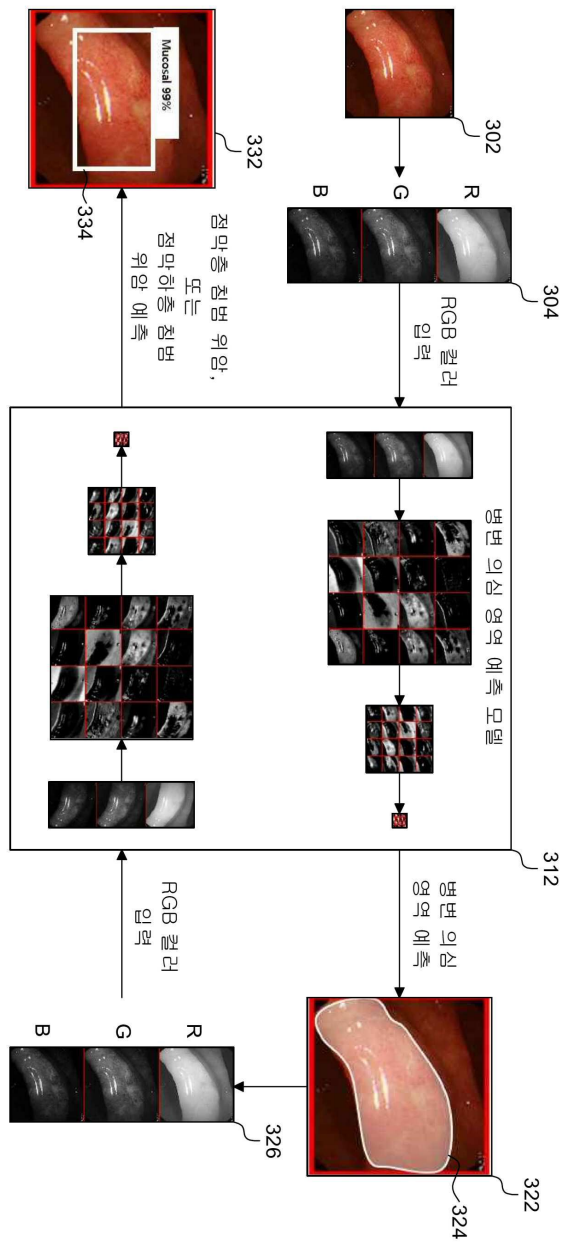 302
R
G
B
304
RGB 컬러
입력
312
병변 의심 영역 예측 모델
병변 의심
영역 예측
322
324
332
Mucosal 99%
334
점막층 침범 위암,
또는
점막하층 침범
위암 예측
RGB 컬러
입력
R
G
B
326